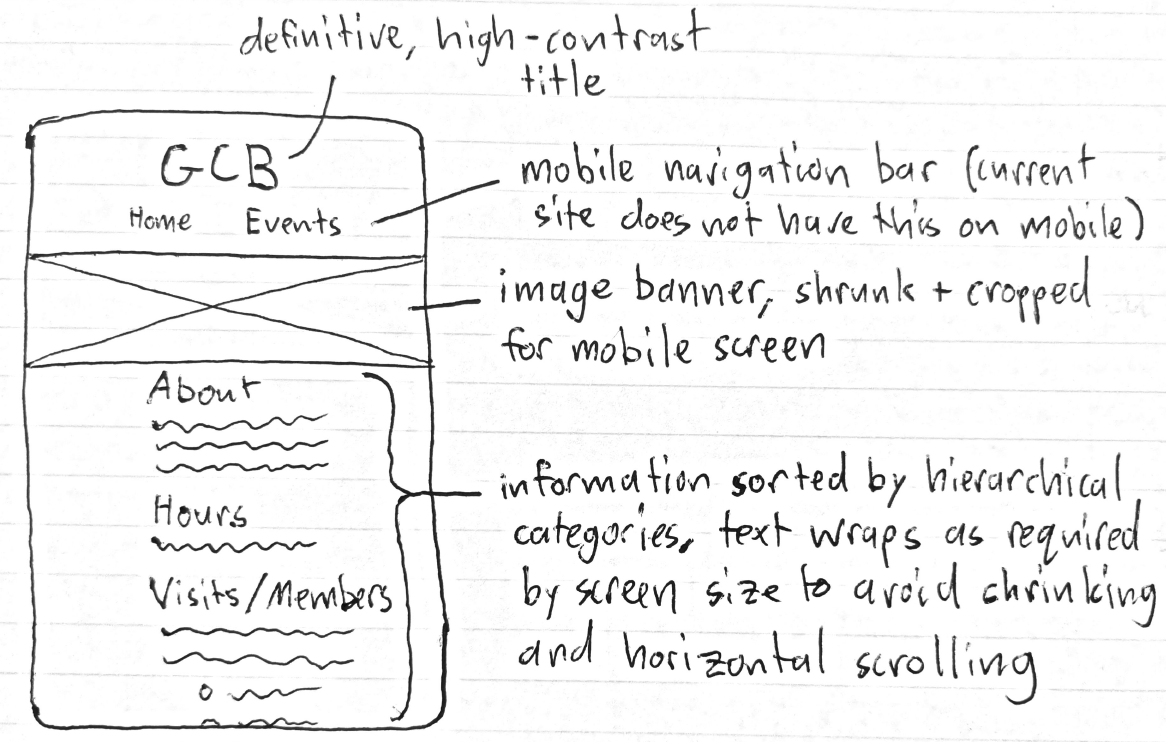 definitive, high-contrast
title
GCB
Home Events
mobile navigation bar (current
site does not have this on mobile)
image banner, shrunk + cropped
for mobile screen
About
Hours
Visits/Members
information sorted by hierarchical
categories, text wraps as required
by screen size to avoid shrinking
and horizontal scrolling